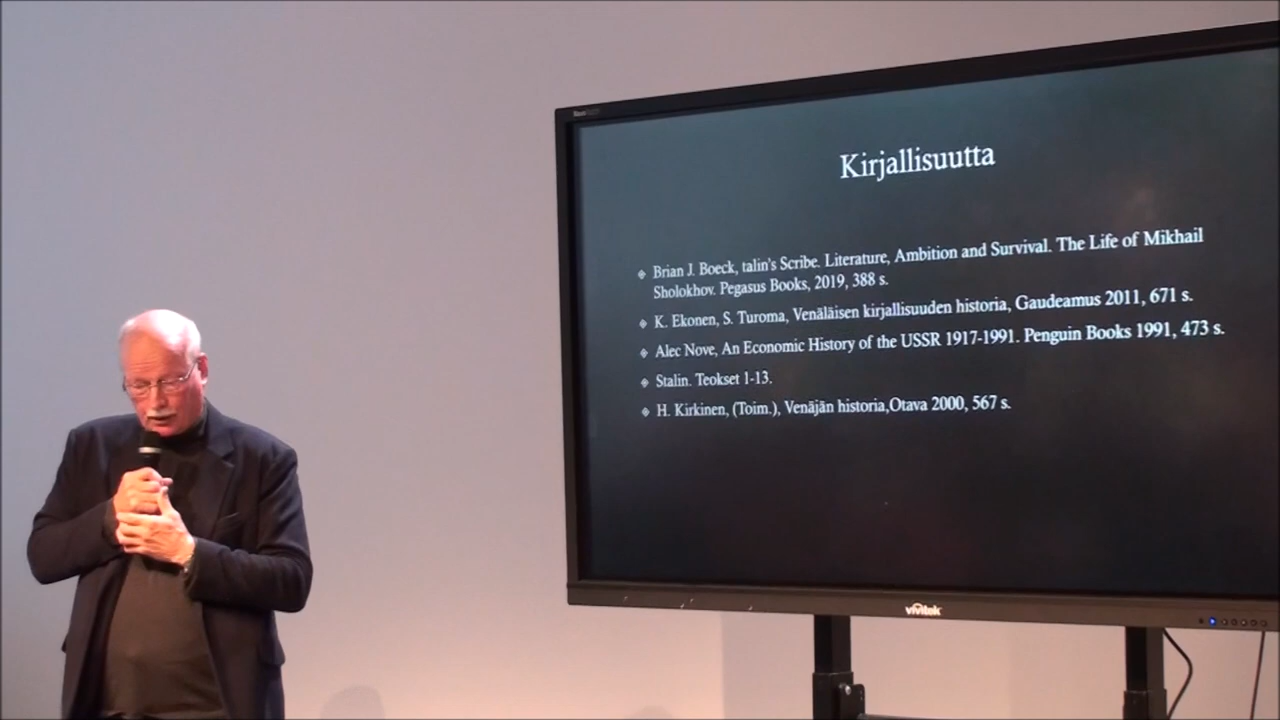 Kirjallisuutta
Brian J. Boeck, talin's Scribe. Literature, Ambition and Survival. The Life of Mikhail
Sholokhov. Pegasus Books, 2019, 388 s.
K. Ekonen, S. Turoma, Venäläisen kirjallisuuden historia, Gaudeamus 2011, 671 s.
Alec Nove, An Economic History of the USSR 1917-1991. Penguin Books 1991, 473 s.
Stalin. Teokset 1-13.
H. Kirkinen, (Toim.), Venäjän historia,Otava 2000, 567 s.
vivitek